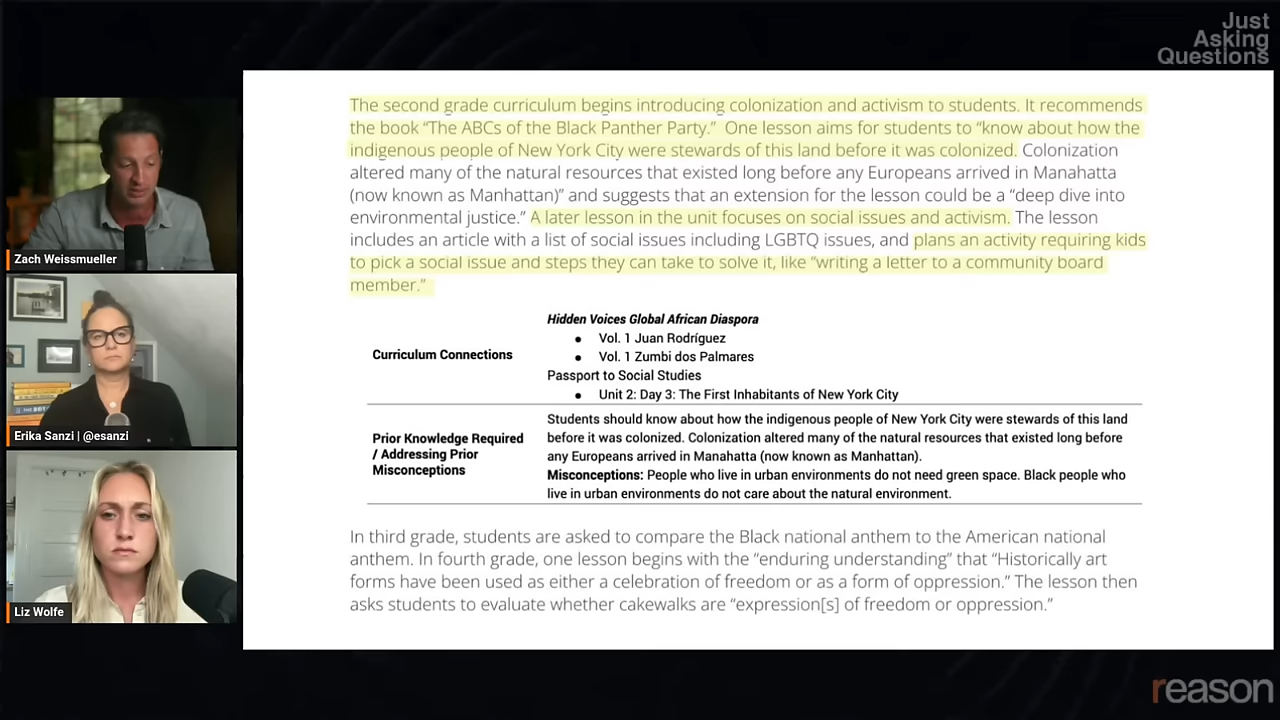 Just
Asking
Questions
The second grade curriculum begins introducing colonization and activism to students. It recommends
the book “The ABCs of the Black Panther Party.” One lesson aims for students to “know about how the
indigenous people of New York City were stewards of this land before it was colonized. Colonization
altered many of the natural resources that existed long before any Europeans arrived in Manahatta
(now known as Manhattan)” and suggests that an extension for the lesson could be a “deep dive into
environmental justice.” A later lesson in the unit focuses on social issues and activism. The lesson
includes an article with a list of social issues including LGBTQ issues, and plans an activity requiring kids
to pick a social issue and steps they can take to solve it, like “writing a letter to a community board
member.”
Zach Weissmueller
Hidden Voices Global African Diaspora
Curriculum Connections
● Vol. 1 Juan Rodríguez
● Vol. 1 Zumbi dos Palmares
Passport to Social Studies
● Unit 2: Day 3: The First Inhabitants of New York City
Prior Knowledge Required
/ Addressing Prior
Misconceptions
Students should know about how the indigenous people of New York City were stewards of this land
before it was colonized. Colonization altered many of the natural resources that existed long before
any Europeans arrived in Manahatta (now known as Manhattan).
Misconceptions: People who live in urban environments do not need green space. Black people who
live in urban environments do not care about the natural environment.
Erika Sanzi | @esanzi
In third grade, students are asked to compare the Black national anthem to the American national
anthem. In fourth grade, one lesson begins with the “enduring understanding” that “Historically art
forms have been used as either a celebration of freedom or as a form of oppression.” The lesson then
asks students to evaluate whether cakewalks are “expression[s] of freedom or oppression.”
Liz Wolfe
reason